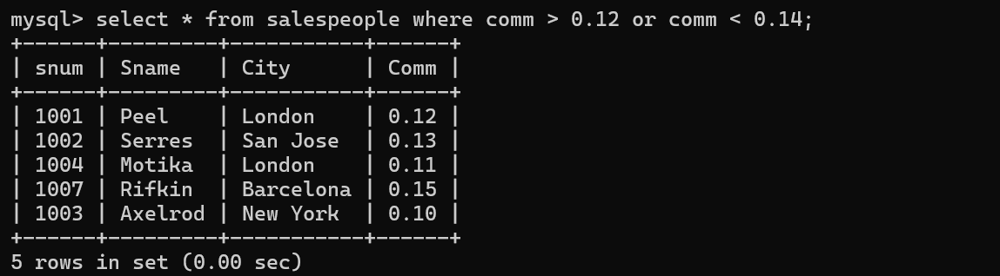 mysql> select * from salespeople where comm > 0.12 or comm < 0.14;
+------+---------+-----------+------+
| snum | Sname   | City      | Comm |
+------+---------+-----------+------+
| 1001 | Peel    | London    | 0.12 |
| 1002 | Serres  | San Jose  | 0.13 |
| 1004 | Motika  | London    | 0.11 |
| 1007 | Rifkin  | Barcelona | 0.15 |
| 1003 | Axelrod | New York  | 0.10 |
+------+---------+-----------+------+
5 rows in set (0.00 sec)